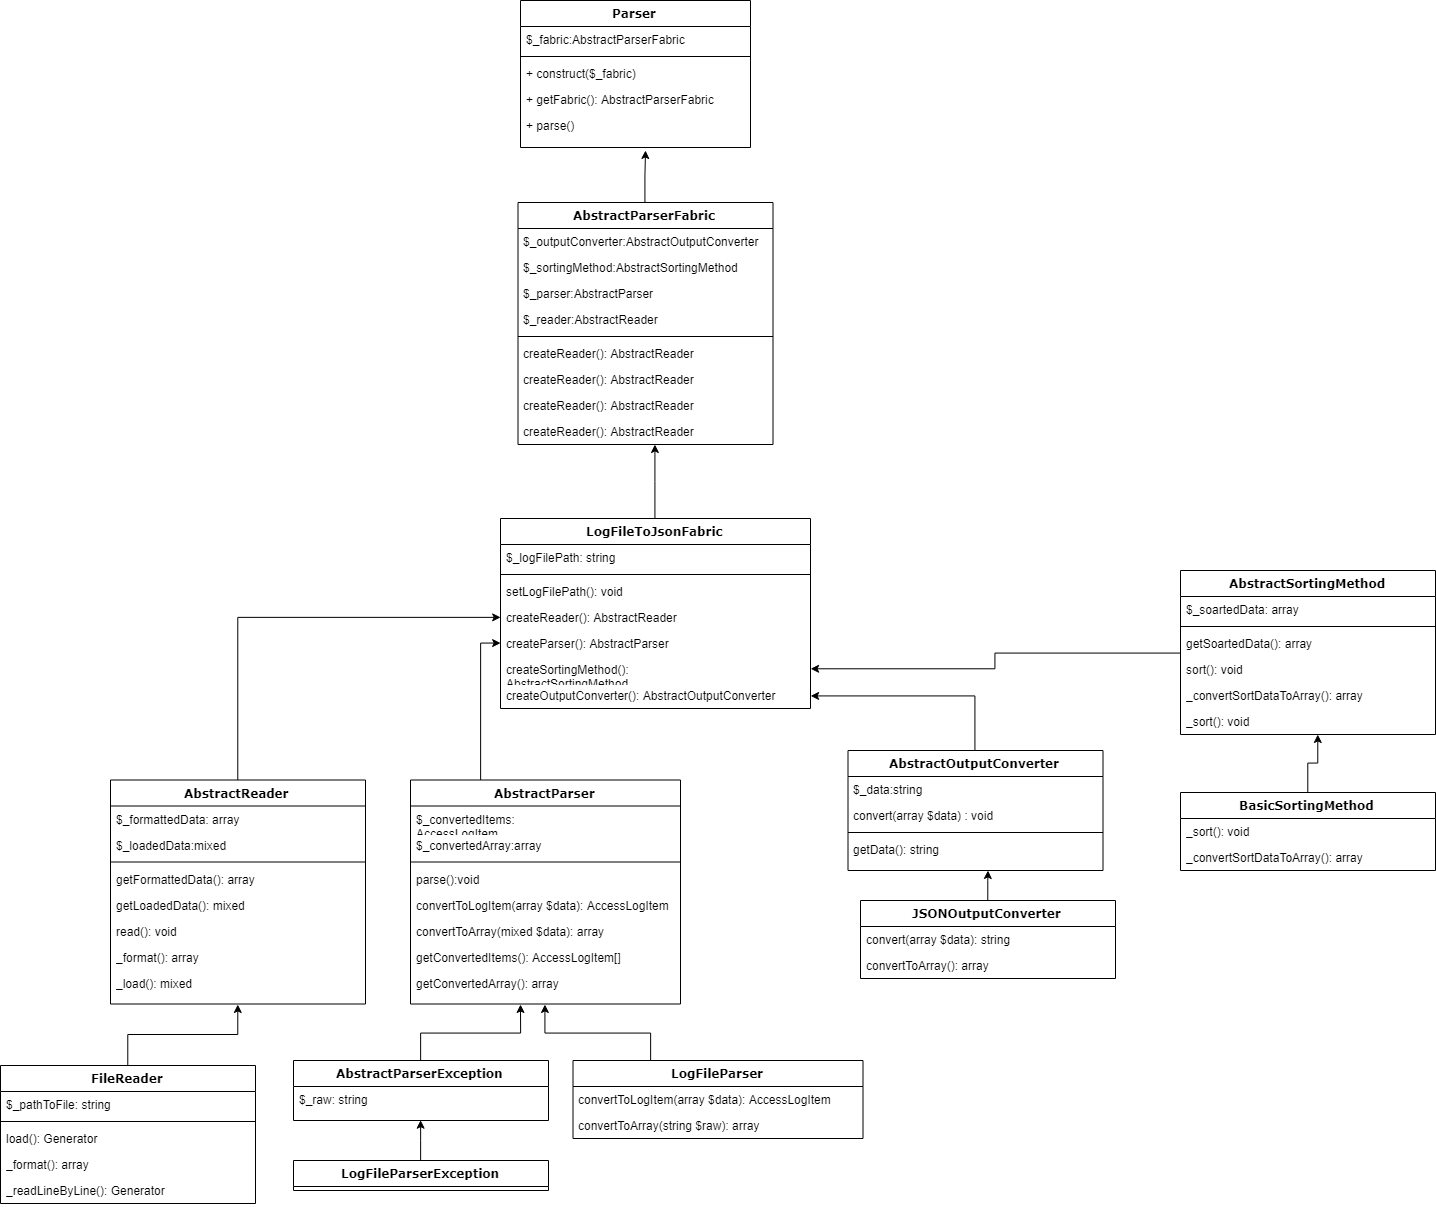 Parser
$_fabric:AbstractParserFabric
+ construct($_fabric)
+ getFabric(): AbstractParserFabric
+ parse()
AbstractParserFabric
$_outputConverter:AbstractOutputConverter
$_sortingMethod:AbstractSortingMethod
$_parser:AbstractParser
$_reader:AbstractReader
createReader(): AbstractReader
createReader(): AbstractReader
createReader(): AbstractReader
createReader(): AbstractReader
LogFileToJsonFabric
$_logFilePath: string
setLogFilePath(): void
createReader(): AbstractReader
createParser(): AbstractParser
createSortingMethod():
AbstractSortingMethod
createOutputConverter(): AbstractOutputConverter
AbstractSortingMethod
$_soartedData: array
getSoartedData(): array
sort(): void
_convertSortDataToArray(): array
_sort(): void
BasicSortingMethod
_sort(): void
_convertSortDataToArray(): array
AbstractOutputConverter
$_data:string
convert(array $data) : void
getData(): string
JSONOutputConverter
convert(array $data): string
convertToArray(): array
AbstractReader
$_formattedData: array
$_loadedData:mixed
getFormattedData(): array
getLoadedData(): mixed
read(): void
_format(): array
_load(): mixed
AbstractParser
$_convertedItems:
AccessLogItem
$_convertedArray:array
parse():void
convertToLogItem(array $data): AccessLogItem
convertToArray(mixed $data): array
getConvertedItems(): AccessLogItem[]
getConvertedArray(): array
FileReader
$_pathToFile: string
load(): Generator
_format(): array
_readLineByLine(): Generator
AbstractParserException
$_raw: string
LogFileParserException
LogFileParser
convertToLogItem(array $data): AccessLogItem
convertToArray(string $raw): array